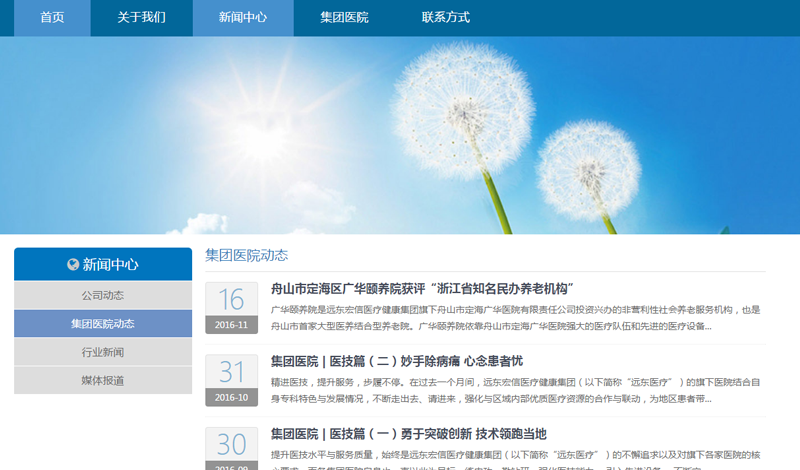 首页 关于我们 新闻中心 集团医院 联系方式
新闻中心
公司动态
集团医院动态
行业新闻
媒体报道
集团医院动态
16
2016-11
舟山市定海区广华颐养院获评“浙江省知名民办养老机构”
广华颐养院是远东宏信医疗健康集团旗下舟山市定海广华医院有限责任公司投资兴办的非营利性社会养老服务机构，也是
舟山市首家大型医养结合型养老院。广华颐养院依靠舟山市定海广华医院强大的医疗队伍和先进的医疗设备...
31
2016-10
集团医院 | 医技篇（二）妙手除病痛 心念患者忧
精进医技，提升服务，步履不停。在过去一个月间，远东宏信医疗健康集团（以下简称“远东医疗”）的旗下医院结合自
身专科特色与发展情况，不断走出去、请进来，强化与区域内部优质医疗资源的合作与联动，为地区患者带...
30
2016-09
集团医院 | 医技篇（一）勇于突破创新 技术领跑当地
提升医技水平与服务质量，始终是远东宏信医疗健康集团（以下简称“远东医疗”）的不懈追求以及对旗下各家医院的核